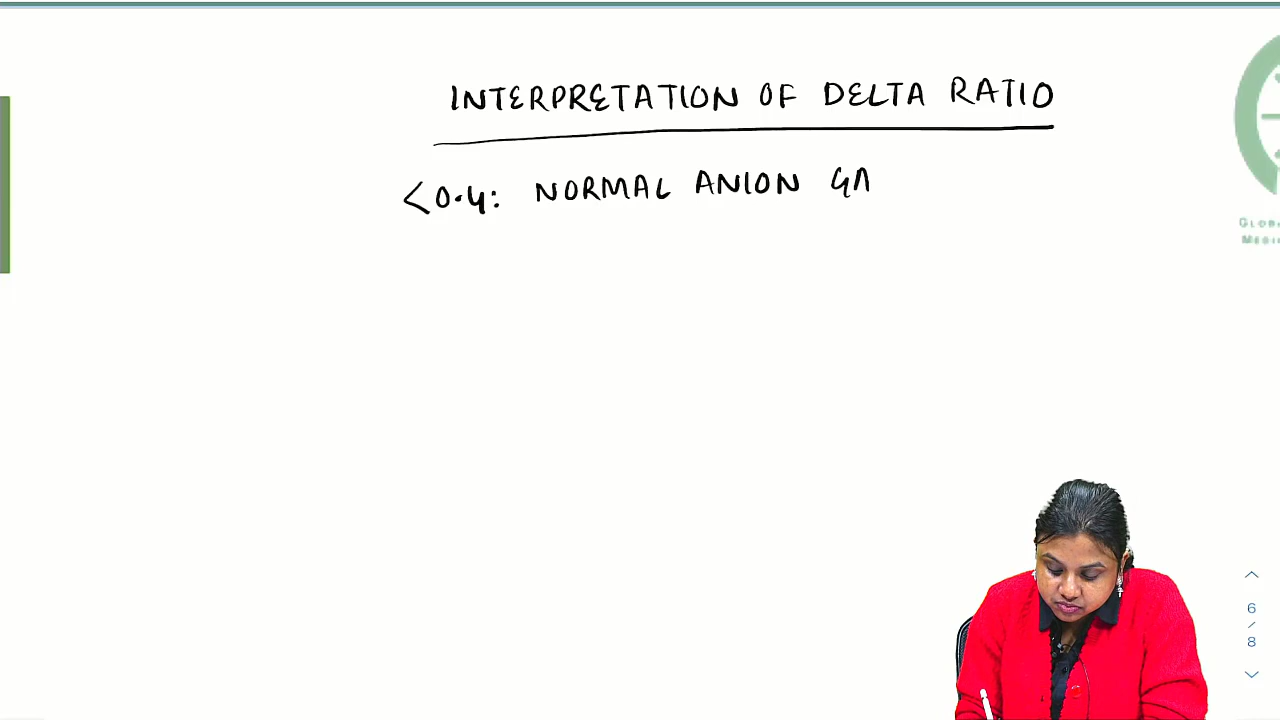 INTERPRETATION OF DELTA RATIO
<0.4: NORMAL ANION GA
6
/
8